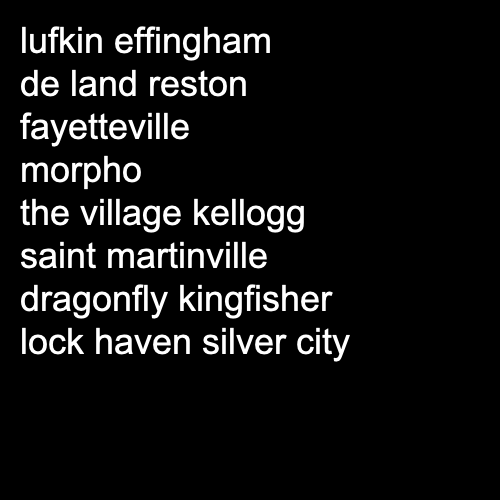 lufkin effingham
de land reston
fayetteville
morpho
the village kellogg
saint martinville
dragonfly kingfisher
lock haven silver city